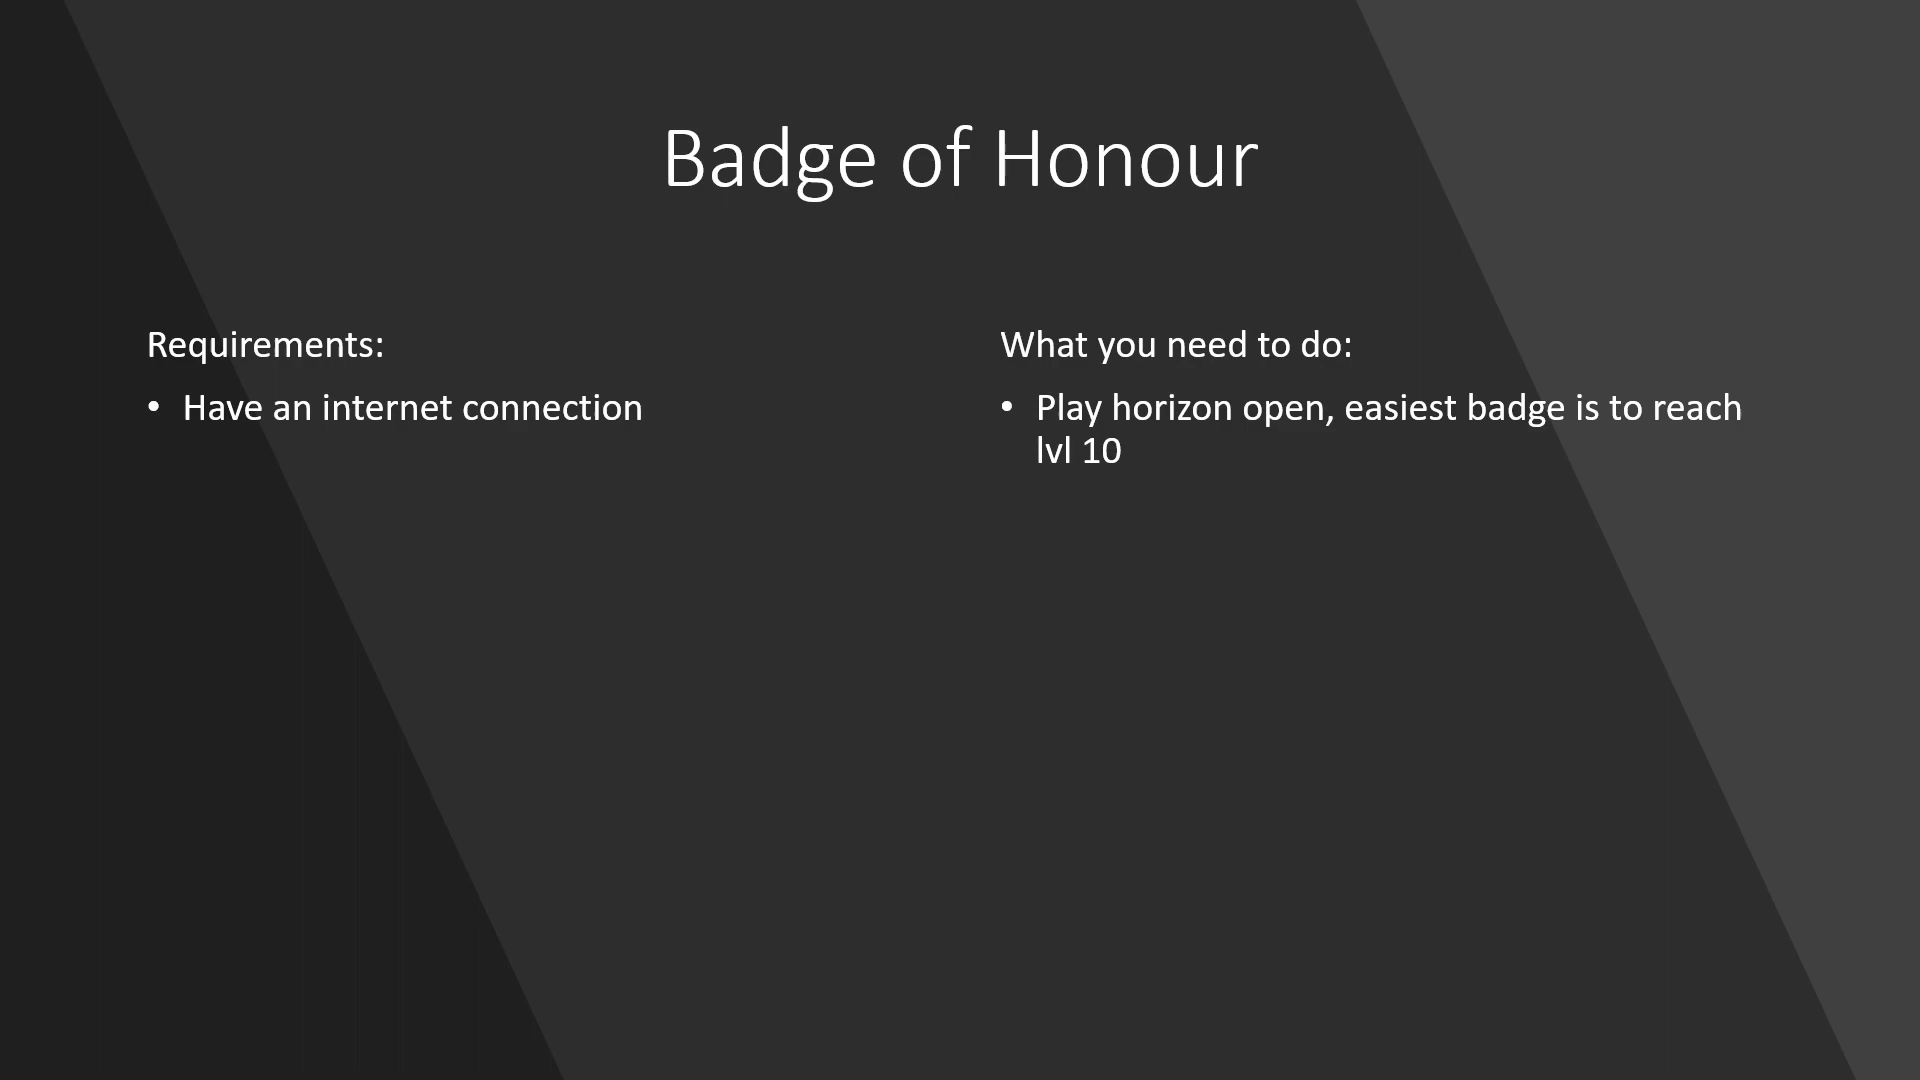 Badge of Honour
Requirements:
• Have an internet connection
What you need to do:
• Play horizon open, easiest badge is to reach
lvl 10